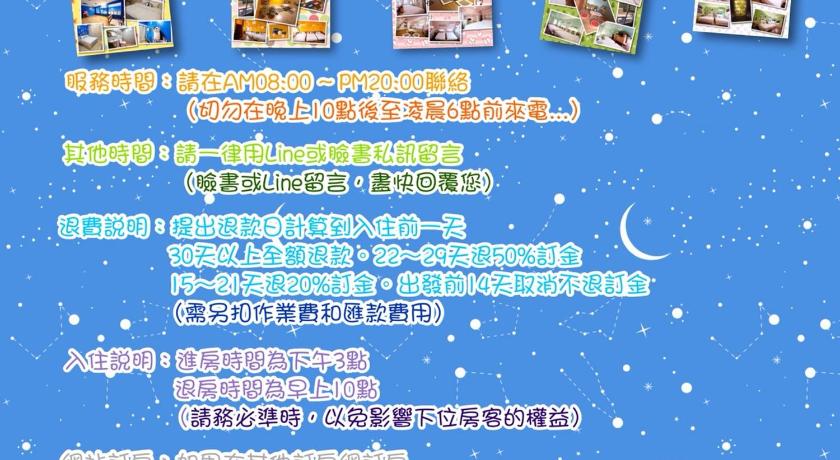 服務時間：請在AM08:00 ~ PM20:00聯絡
(切勿在晚上10點後至凌晨6點前來電...)
其他時間：請一律用Line或臉書私訊留言
(臉書或Line留言，盡快回覆您)
退費說明：提出退款日計算到入住前一天
30天以上全額退款。22～29天退50%訂金
15～21天退20%訂金。出發前14天取消不退訂金
(需另扣作業費和匯款費用)
入住說明：進房時間為下午3點
退房時間為早上10點
(請務必準時，以免影響下位房客的權益)